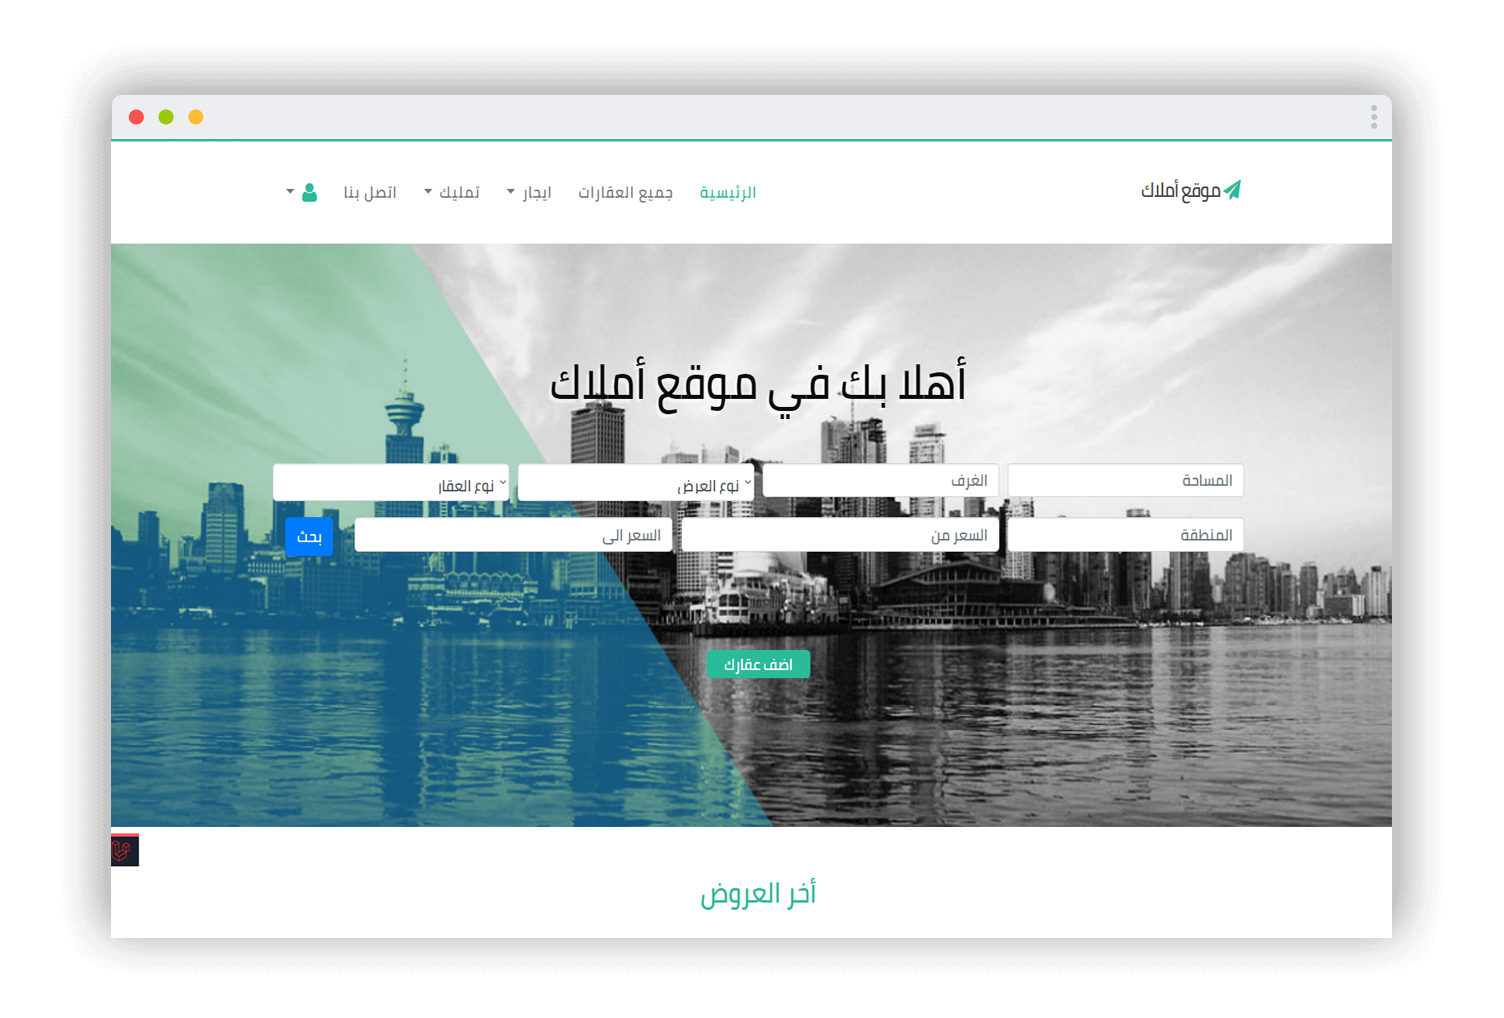 موقع أملاك
الرئيسية جميع العقارات ايجار تمليك اتصل بنا
أهلا بك في موقع أملاك
المساحة الغرف نوع العرض نوع العقار
المنطقة السعر من السعر الى بحث
اضف عقارك
أخر العروض